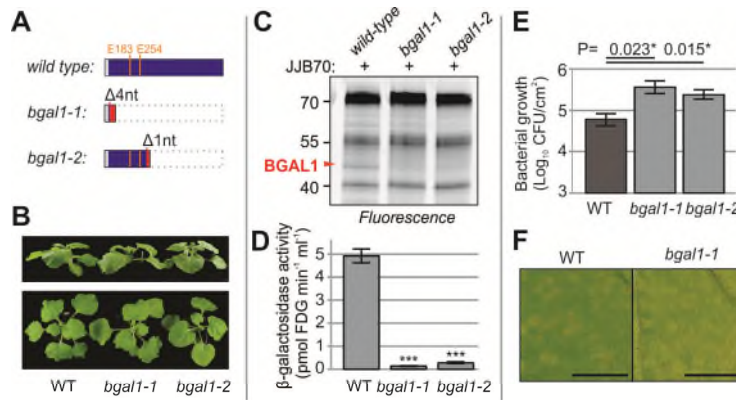 A
E183 E254
wild type:
Δ4nt
bgal1-1:
Δ1nt
bgal1-2:
B
WT bgal1-1 bgal1-2
C
wild-type bgal1-1 bgal1-2
JJB70: + + +
70
55
BGAL1
40
Fluorescence
D
β-galactosidase activity
(pmol FDG min⁻¹ ml⁻¹)
5
4
3
2
1
0
*** ***
WT bgal1-1 bgal1-2
E
P= 0.023* 0.015*
Bacterial growth
(Log₁₀ CFU/cm²)
6
5
4
3
WT bgal1-1 bgal1-2
F
WT bgal1-1